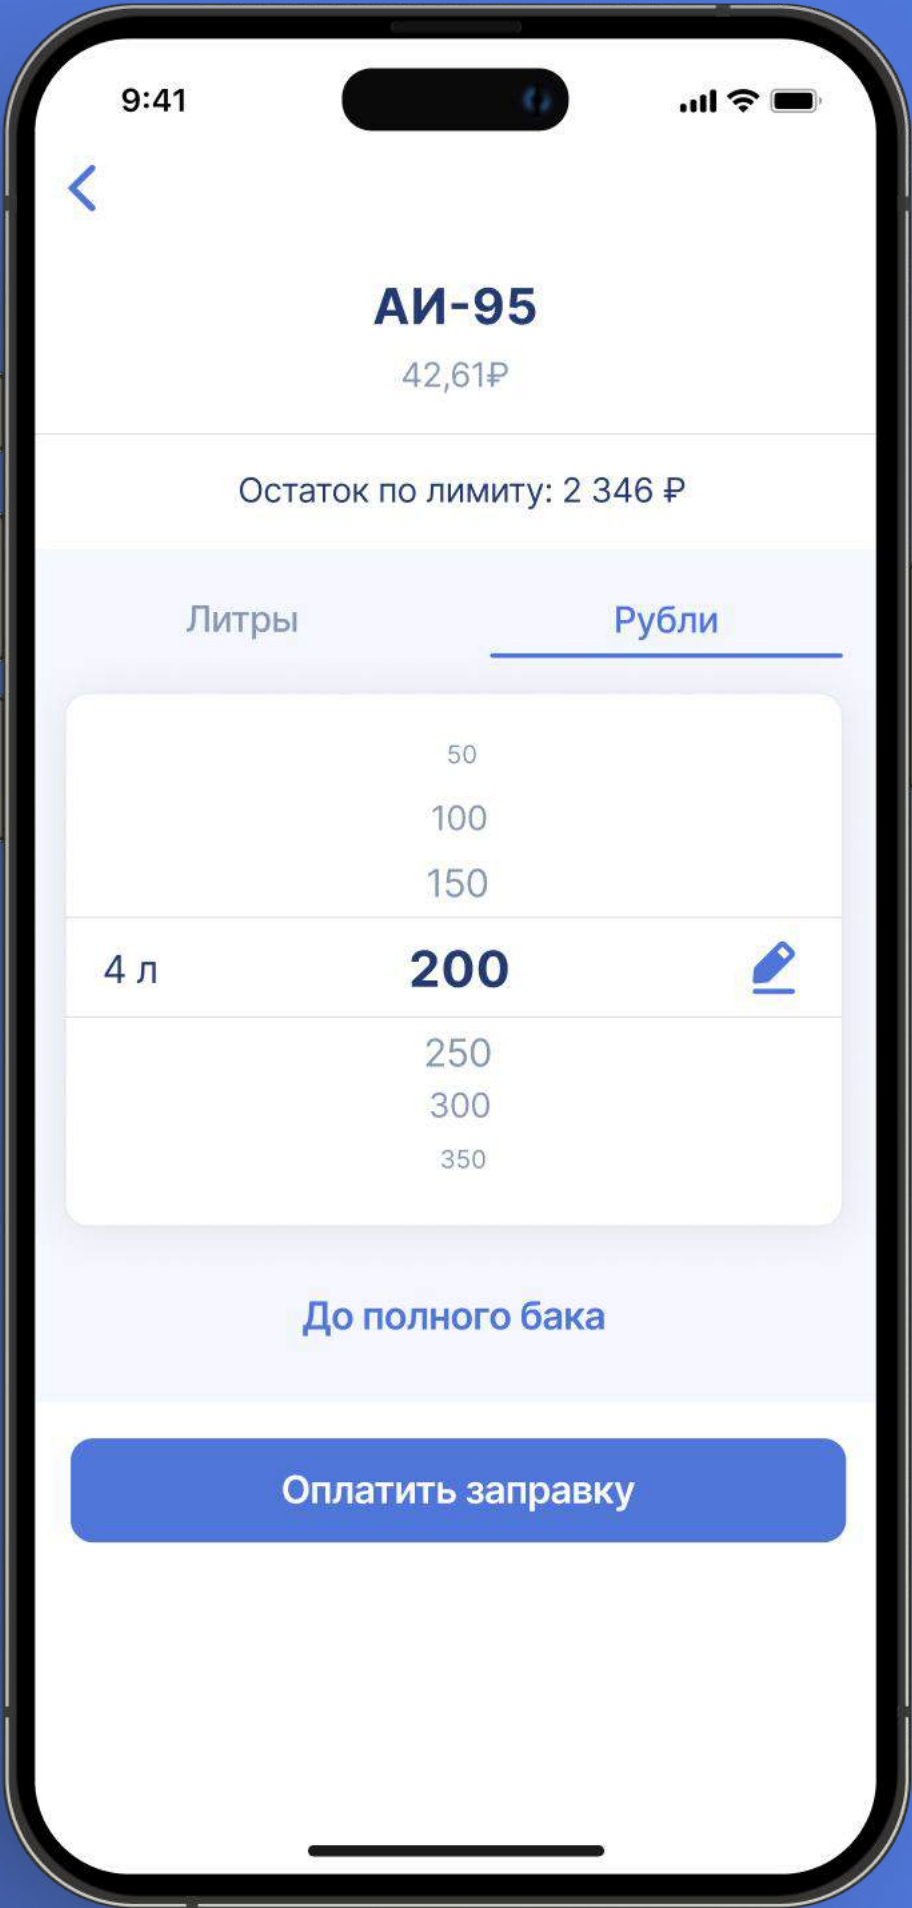 9:41
АИ-95
42,61₽
Остаток по лимиту: 2 346 ₽
Литры
Рубли
50
100
150
4 л
200
250
300
350
До полного бака
Оплатить заправку